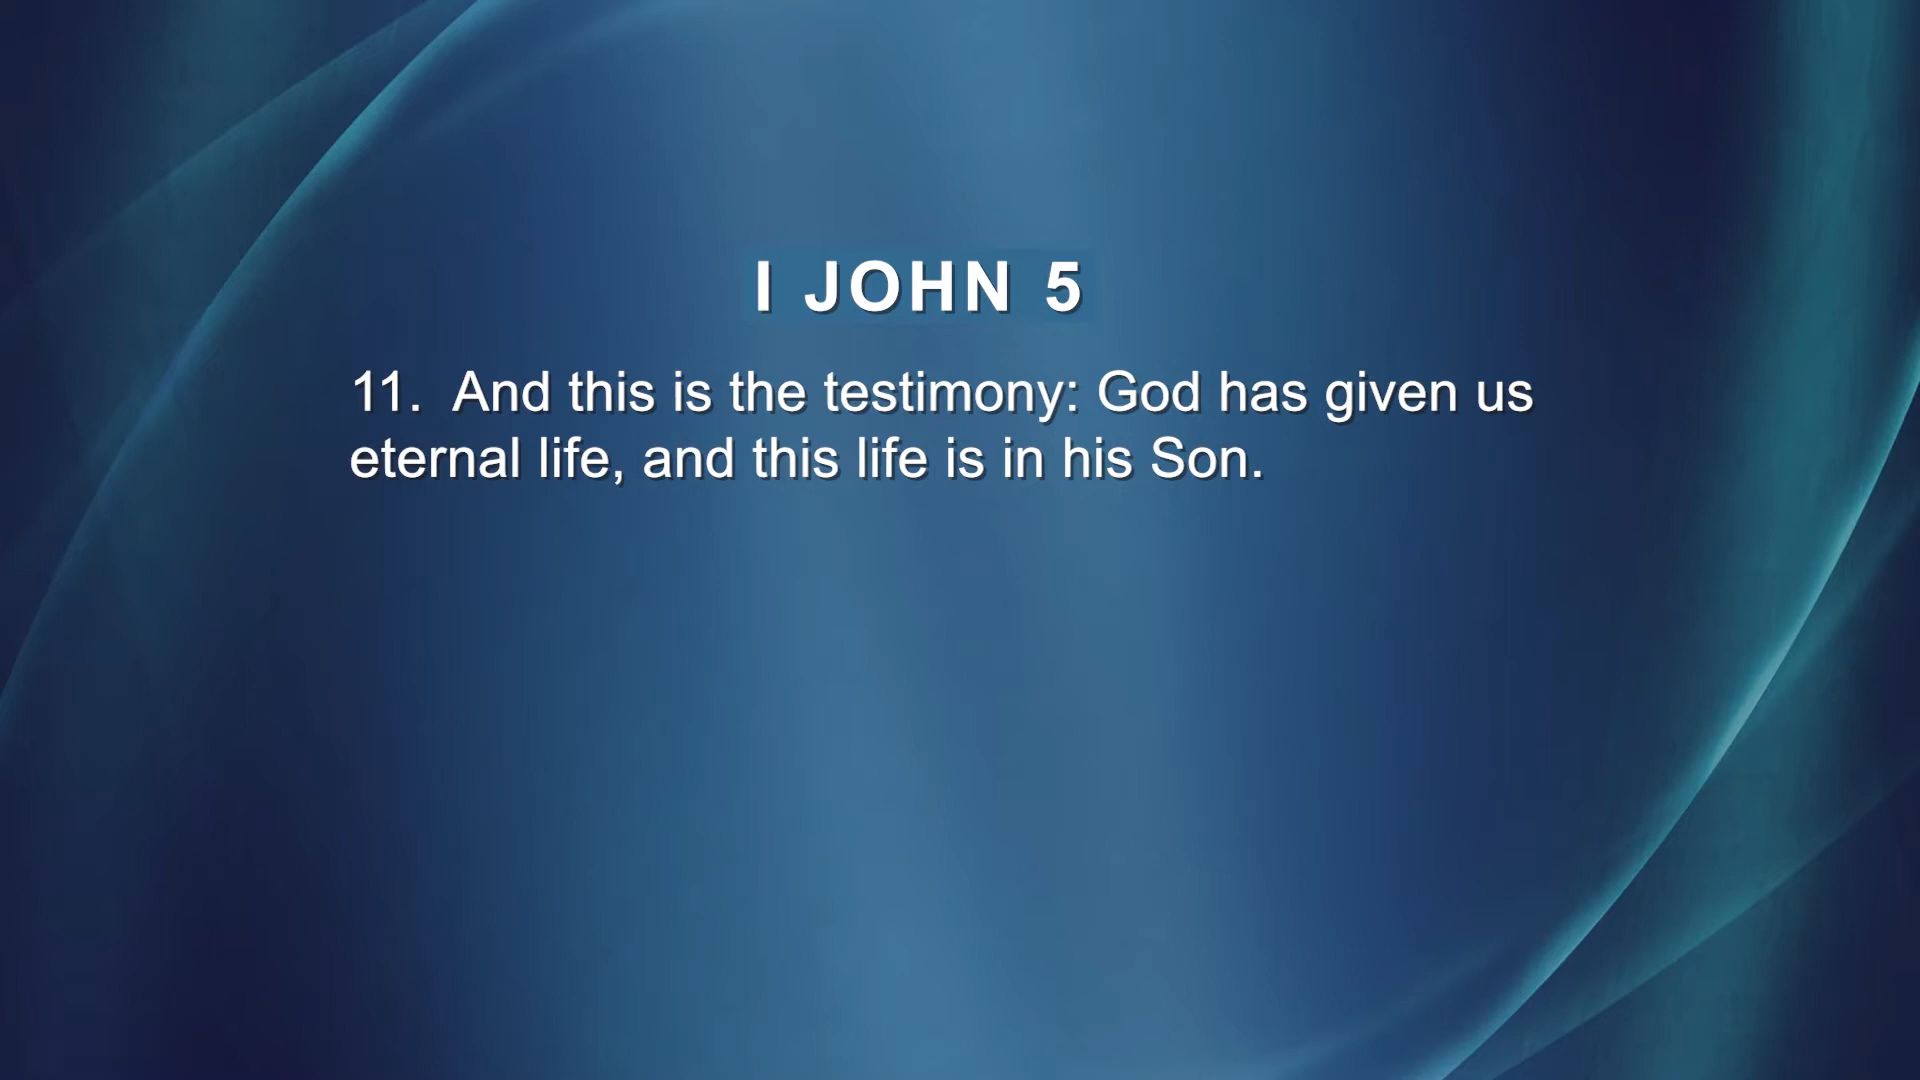 I JOHN 5
11. And this is the testimony: God has given us
eternal life, and this life is in his Son.